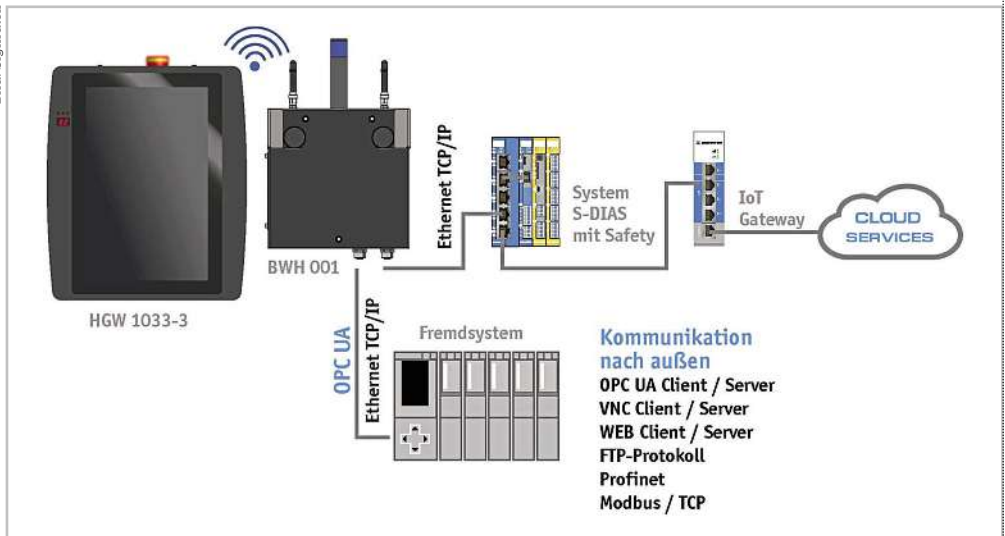 HGW 1033-3
BWH 001
Ethernet TCP/IP
System
S-DIAS
mit Safety
IoT
Gateway
CLOUD
SERVICES
OPC UA
Ethernet TCP/IP
Fremdsystem
Kommunikation
nach außen
OPC UA Client / Server
VNC Client / Server
WEB Client / Server
FTP-Protokoll
Profinet
Modbus / TCP